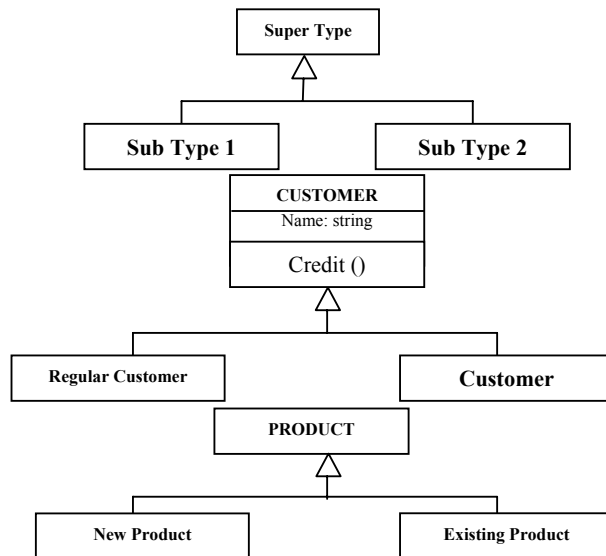 Super Type
Sub Type 1
Sub Type 2
CUSTOMER
Name: string
Credit ()
Regular Customer
Customer
PRODUCT
New Product
Existing Product